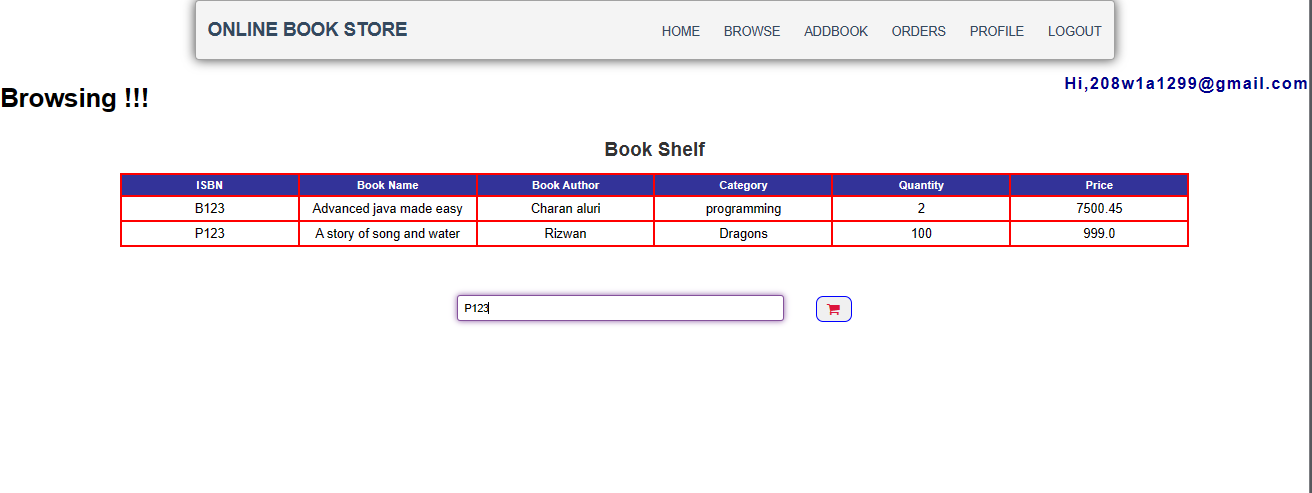 ONLINE BOOK STORE HOME BROWSE ADDBOOK ORDERS PROFILE LOGOUT
Hi,208w1a1299@gmail.com
Browsing !!!
Book Shelf
ISBN Book Name Book Author Category Quantity Price
B123 Advanced java made easy Charan aluri programming 2 7500.45
P123 A story of song and water Rizwan Dragons 100 999.0
P123